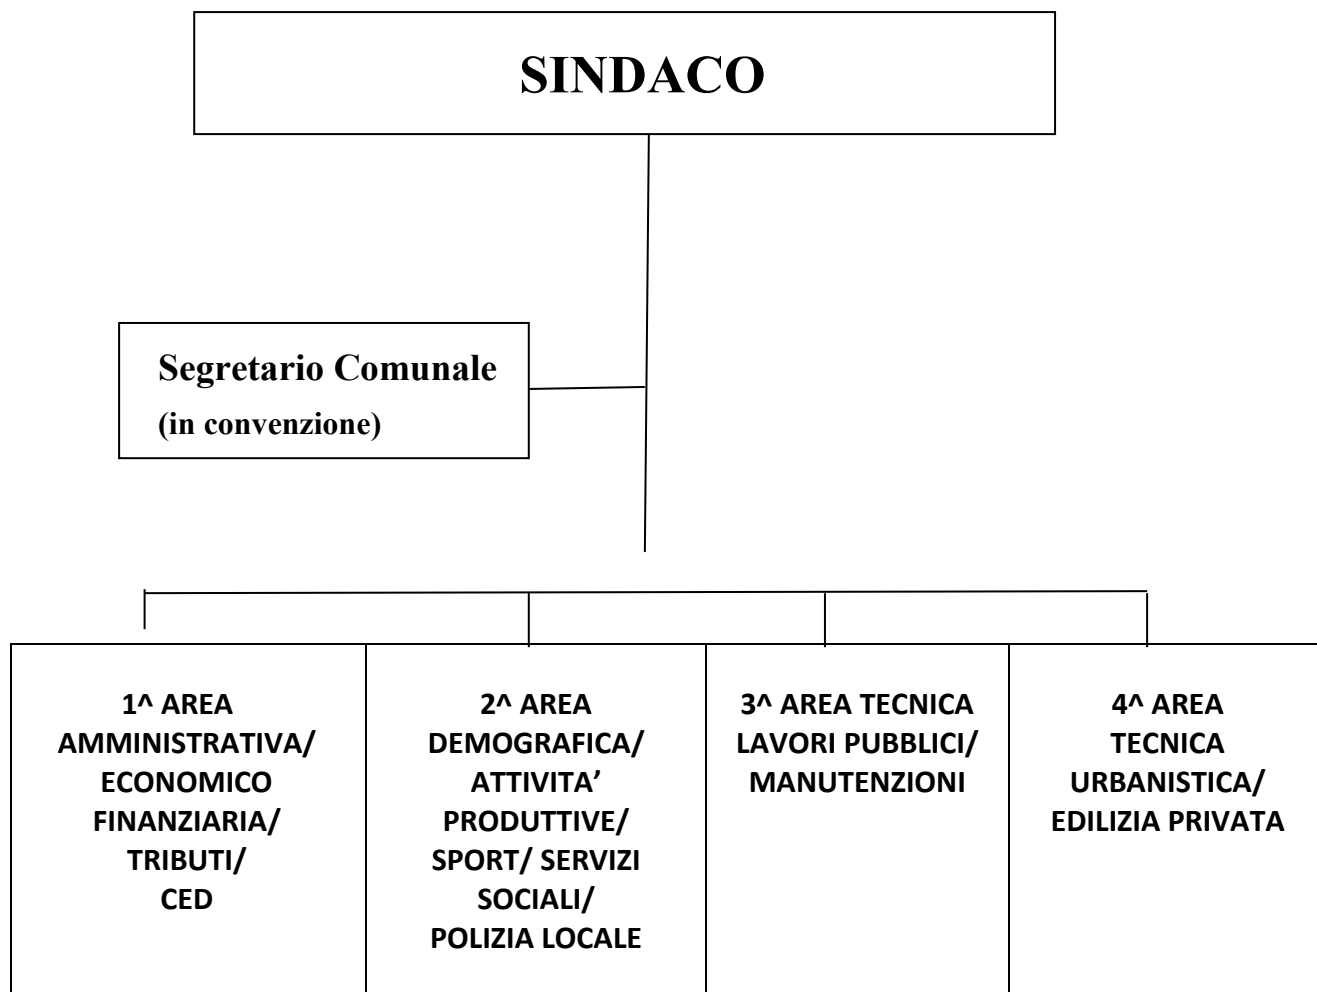 SINDACO
Segretario Comunale
(in convenzione)
1^ AREA
AMMINISTRATIVA/
ECONOMICO
FINANZIARIA/
TRIBUTI/
CED
2^ AREA
DEMOGRAFICA/
ATTIVITA’
PRODUTTIVE/
SPORT/ SERVIZI
SOCIALI/
POLIZIA LOCALE
3^ AREA TECNICA
LAVORI PUBBLICI/
MANUTENZIONI
4^ AREA
TECNICA
URBANISTICA/
EDILIZIA PRIVATA